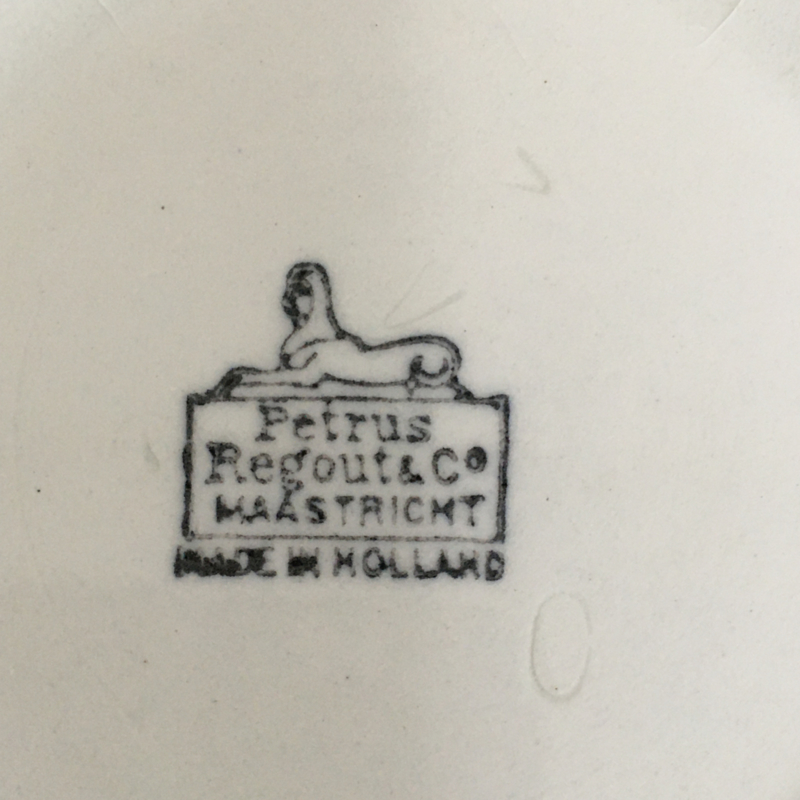 Petrus
Regout & Cº
MAASTRICHT
MADE IN HOLLAND